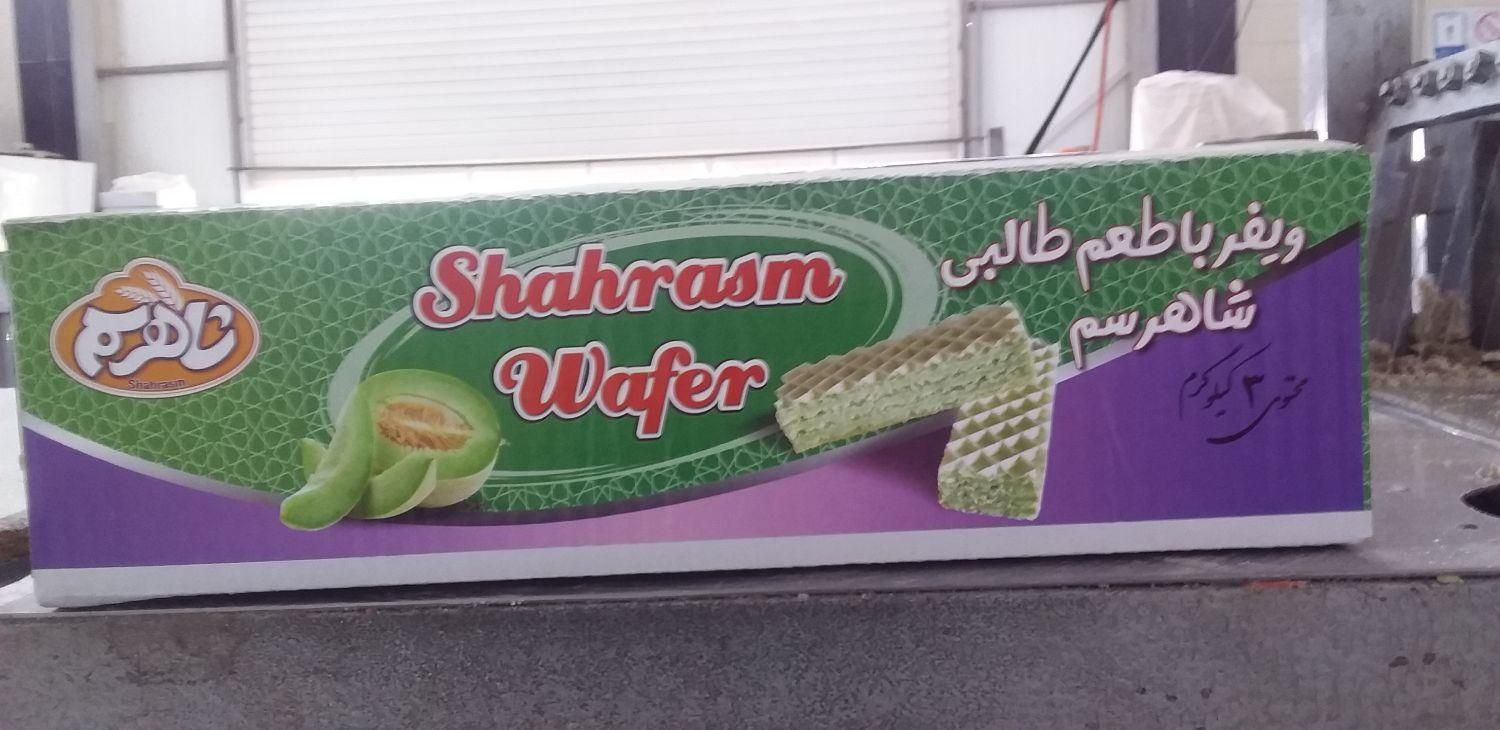 شاهرسم
Shahrasm
Shahrasm
Wafer
ویفر با طعم طالبی
شاهرسم
محتوی ۳ کیلوگرم